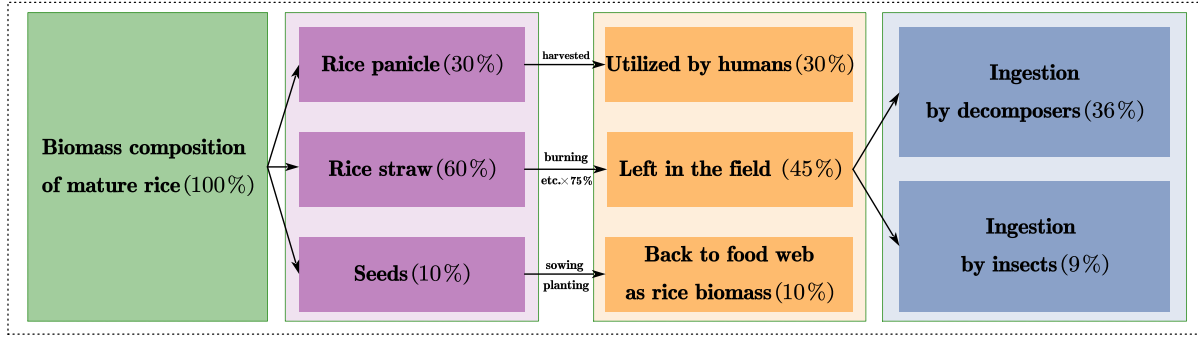 Biomass composition
of mature rice(100%)
Rice panicle(30%)
Rice straw(60%)
Seeds(10%)
harvested
burning
etc.×75%
sowing
planting
Utilized by humans(30%)
Left in the field (45%)
Back to food web
as rice biomass(10%)
Ingestion
by decomposers(36%)
Ingestion
by insects(9%)